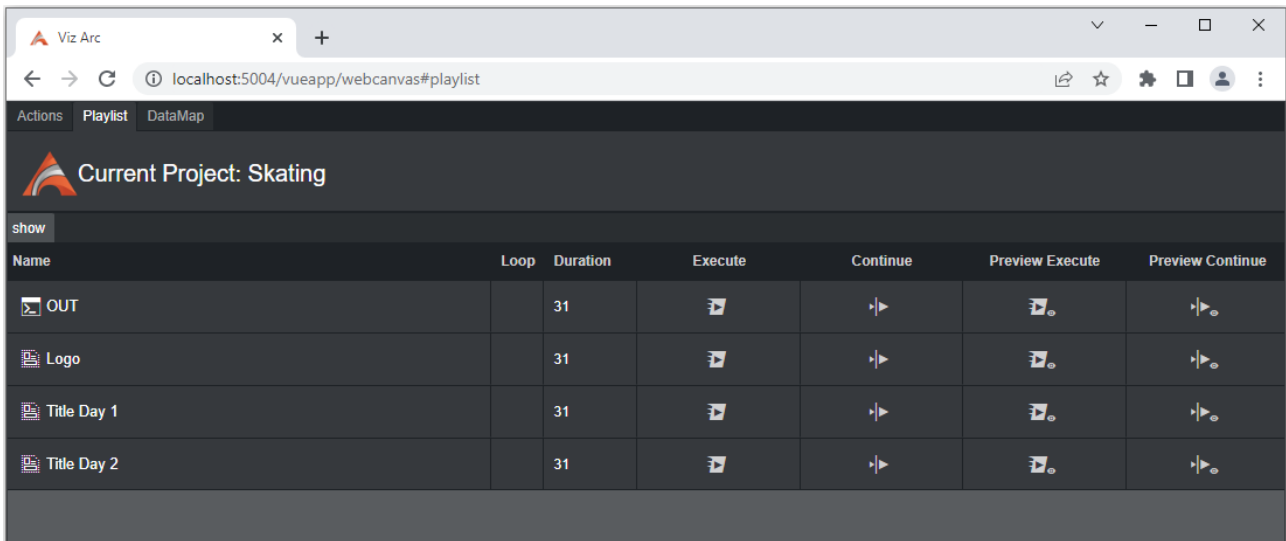 Viz Arc
localhost:5004/vueapp/webcanvas#playlist
Actions Playlist DataMap
Current Project: Skating
show
Name Loop Duration Execute Continue Preview Execute Preview Continue
OUT 31
Logo 31
Title Day 1 31
Title Day 2 31